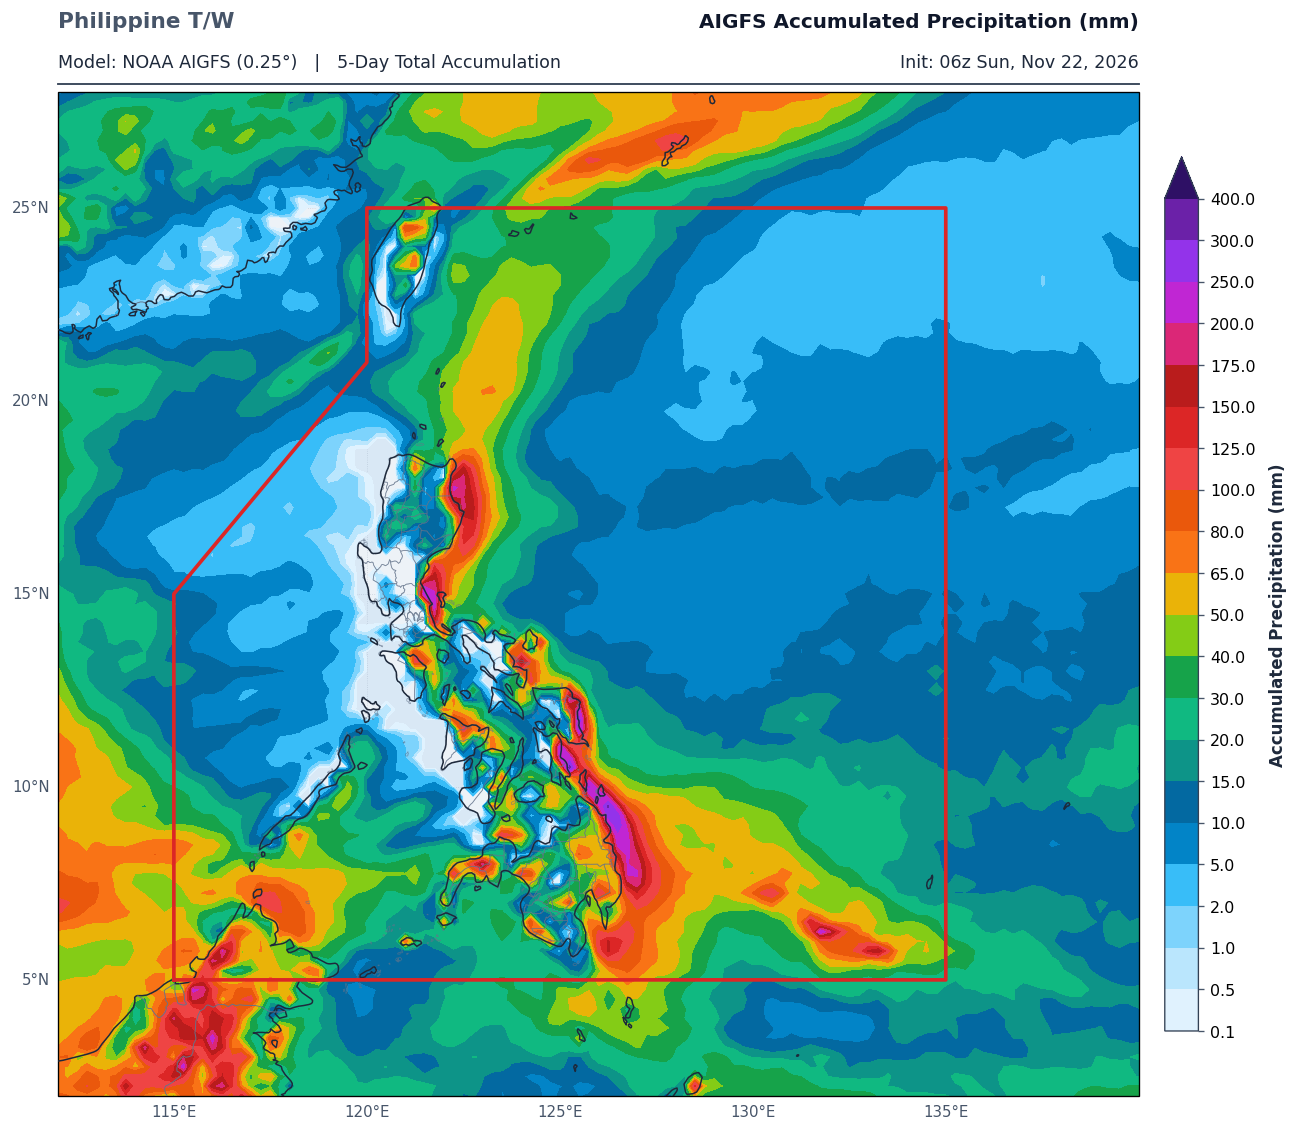 Philippine T/W
AIGFS Accumulated Precipitation (mm)
Model: NOAA AIGFS (0.25°) | 5-Day Total Accumulation
Init: 06z Sun, Nov 22, 2026
25°N
20°N
15°N
10°N
5°N
115°E
120°E
125°E
130°E
135°E
400.0
300.0
250.0
200.0
175.0
150.0
125.0
100.0
80.0
65.0
50.0
40.0
30.0
20.0
15.0
10.0
5.0
2.0
1.0
0.5
0.1
Accumulated Precipitation (mm)